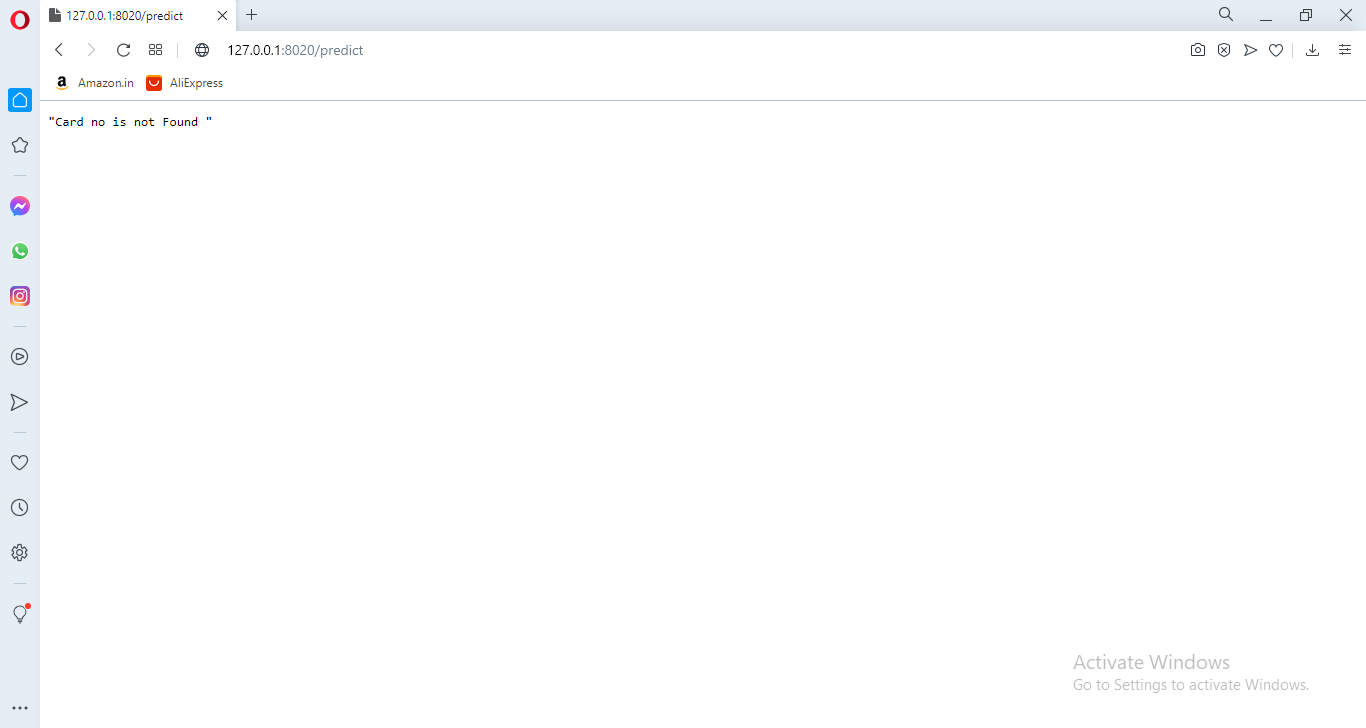 127.0.0.1:8020/predict
127.0.0.1:8020/predict
a Amazon.in AliExpress
"Card no is not Found "
Activate Windows
Go to Settings to activate Windows.